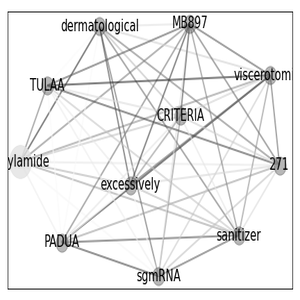 dermatological
MB897
TULAA
viscerotom
CRITERIA
ylamide
271
excessively
PADUA
sanitizer
sgmRNA